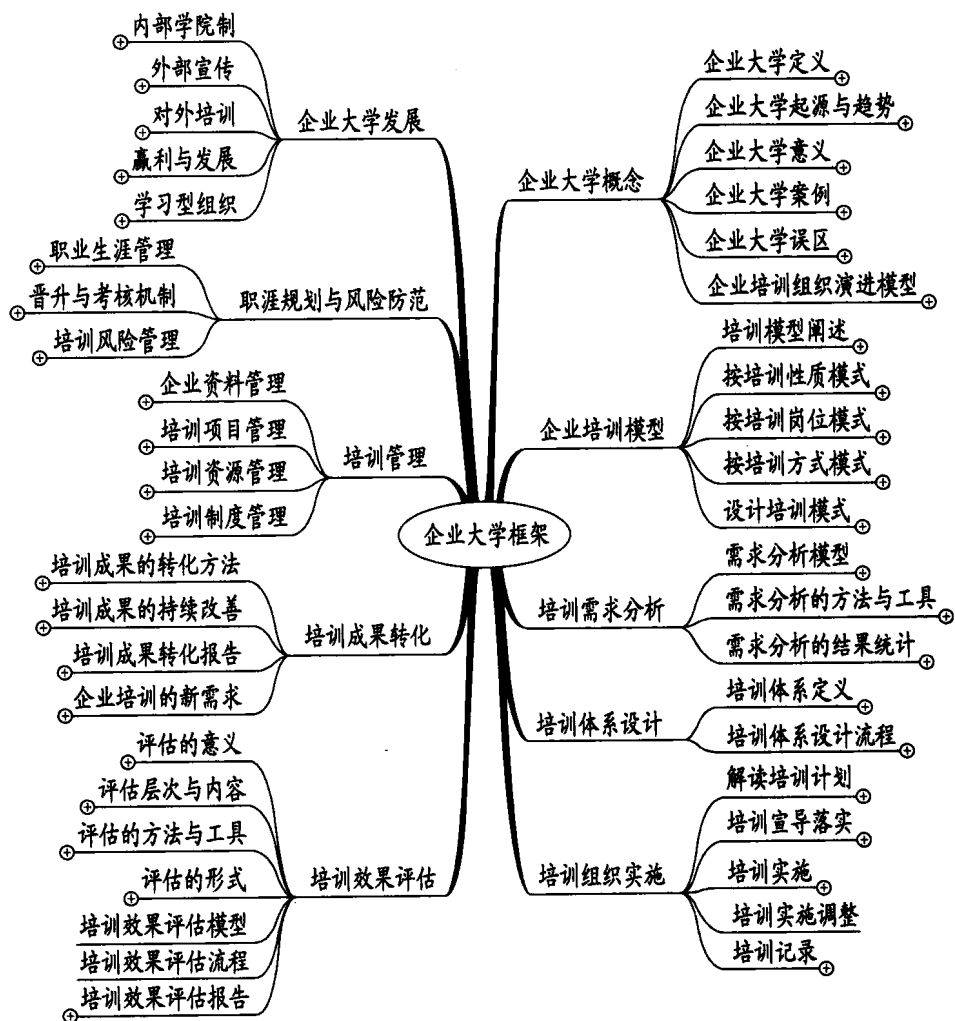 企业大学框架
企业大学概念
企业大学定义
企业大学起源与趋势
企业大学意义
企业大学案例
企业大学误区
企业培训组织演进模型
企业培训模型
培训模型阐述
按培训性质模式
按培训岗位模式
按培训方式模式
设计培训模式
培训需求分析
需求分析模型
需求分析的方法与工具
需求分析的结果统计
培训体系设计
培训体系定义
培训体系设计流程
培训组织实施
解读培训计划
培训宣导落实
培训实施
培训实施调整
培训记录
企业大学发展
内部学院制
外部宣传
对外培训
赢利与发展
学习型组织
职涯规划与风险防范
职业生涯管理
晋升与考核机制
培训风险管理
培训管理
企业资料管理
培训项目管理
培训资源管理
培训制度管理
培训成果转化
培训成果的转化方法
培训成果的持续改善
培训成果转化报告
企业培训的新需求
培训效果评估
评估的意义
评估层次与内容
评估的方法与工具
评估的形式
培训效果评估模型
培训效果评估流程
培训效果评估报告